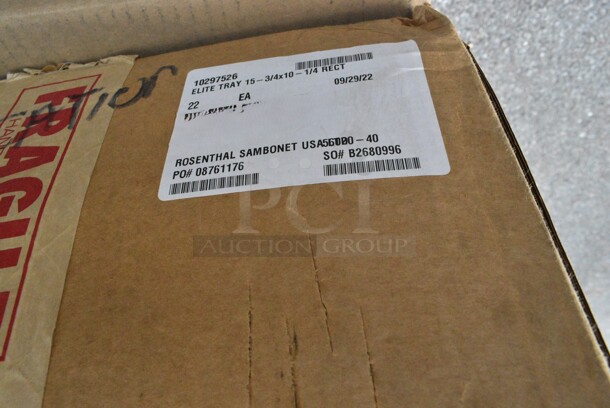 10297526
ELITE TRAY 15-3/4x10-1/4 RECT
22 EA 09/29/22
ROSENTHAL SAMBONET USA
PO# 08761176 SO# B2680996
FRAGILE
PCI
AUCTION GROUP